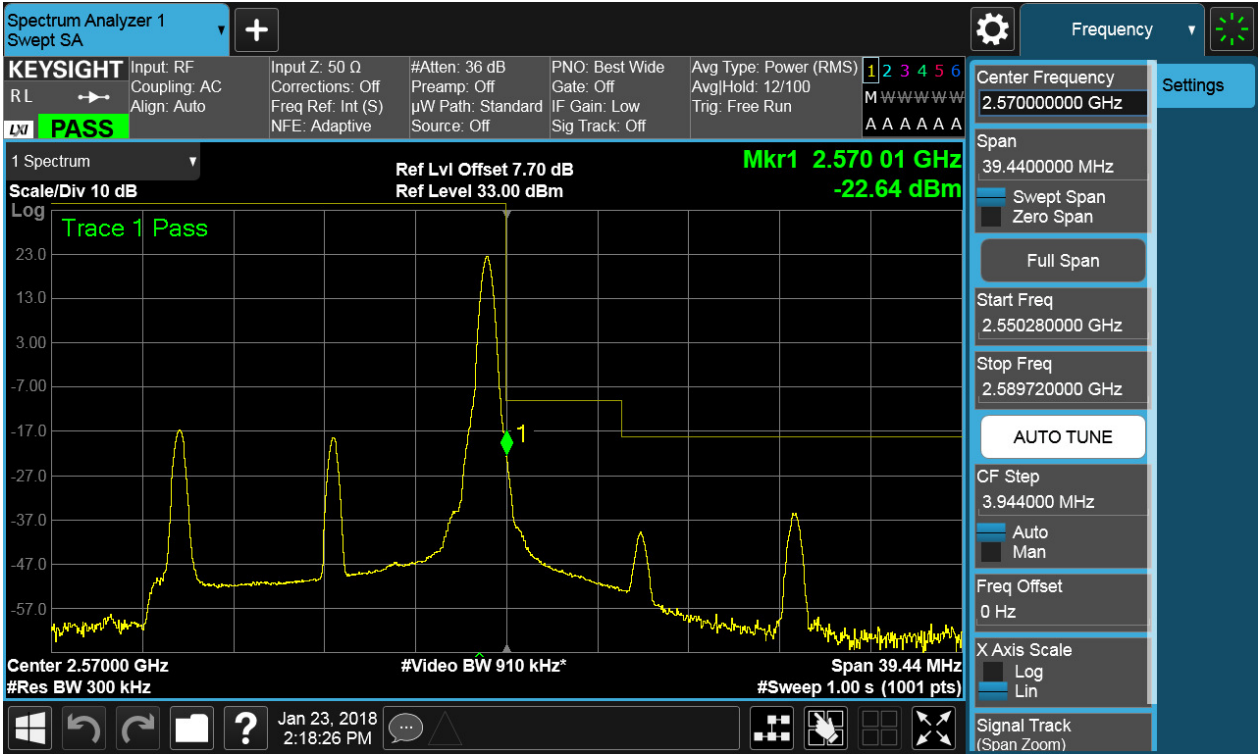 Spectrum Analyzer 1
Swept SA
+
Frequency
KEYSIGHT
R L
LXI PASS
Input: RF
Coupling: AC
Align: Auto
Input Z: 50 Ω
Corrections: Off
Freq Ref: Int (S)
NFE: Adaptive
#Atten: 36 dB
Preamp: Off
µW Path: Standard
Source: Off
PNO: Best Wide
Gate: Off
IF Gain: Low
Sig Track: Off
Avg Type: Power (RMS)
Avg|Hold: 12/100
Trig: Free Run
1 2 3 4 5 6
M W W W W W
A A A A A A
1 Spectrum
Scale/Div 10 dB
Ref Lvl Offset 7.70 dB
Ref Level 33.00 dBm
Mkr1 2.570 01 GHz
-22.64 dBm
Log
Trace 1 Pass
23.0
13.0
3.00
-7.00
-17.0
1
-27.0
-37.0
-47.0
-57.0
Center 2.57000 GHz
#Res BW 300 kHz
#Video BW 910 kHz*
Span 39.44 MHz
#Sweep 1.00 s (1001 pts)
?
Jan 23, 2018
2:18:26 PM
Center Frequency
2.570000000 GHz
Span
39.4400000 MHz
Swept Span
Zero Span
Full Span
Start Freq
2.550280000 GHz
Stop Freq
2.589720000 GHz
AUTO TUNE
CF Step
3.944000 MHz
Auto
Man
Freq Offset
0 Hz
X Axis Scale
Log
Lin
Signal Track
(Span Zoom)
Settings